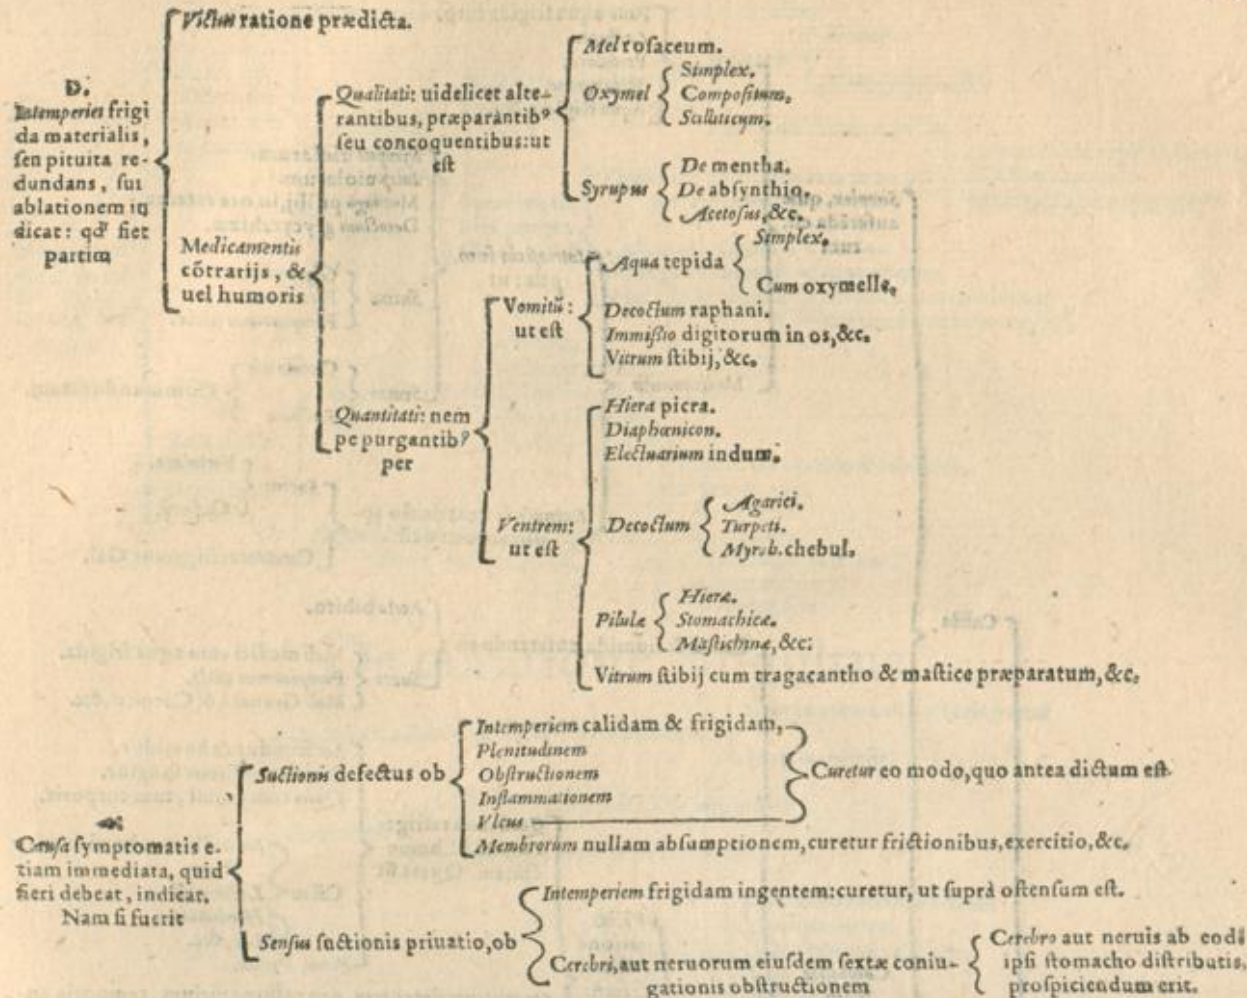 D.
Intemperies frigi
da materialis,
seu pituita re-
dundans, sui
ablationem in
dicat: qđ fiet
partim
Victus ratione prædicta.
Medicamentis
cõtrarijs, &
uel humoris
Qualitati: uidelicet alte-
rantibus, præparantib9
seu concoquentibus: ut
est
Mel rosaceum.
Oxymel
Simplex.
Compositum.
Scilliticum.
Syrupus
De mentha.
De absynthio.
Acetosus, &c.
Quantitati: nem
pe purgantib9
per
Vomitũ:
ut est
Aqua tepida
Simplex.
Cum oxymelle.
Decoctum raphani.
Immissio digitorum in os, &c.
Vitrum stibij, &c.
Ventrem:
ut est
Hiera picra.
Diaphœnicon.
Electuarium indum.
Decoctum
Agarici.
Turpeti.
Myrob. chebul.
Pilulæ
Hieræ.
Stomachicæ.
Mastichinæ, &c.
Vitrum stibij cum tragacantho & mastice præparatum, &c.
Causa symptomatis e-
tiam immediata, quid
fieri debeat, indicat.
Nam si fuerit
Suctionis defectus ob
Intemperiem calidam & frigidam,
Plenitudinem
Obstructionem
Inflammationem
Vlcus
Curetur eo modo, quo antea dictum est.
Membrorum nullam absumptionem, curetur frictionibus, exercitio, &c.
Sensus suctionis priuatio, ob
Intemperiem frigidam ingentem: curetur, ut suprà ostensum est.
Cerebri, aut neruorum eiusdem sextæ coniu-
gationis obstructionem
Cerebro aut neruis ab eodẽ
ipsi stomacho distributis,
prospiciendum erit.